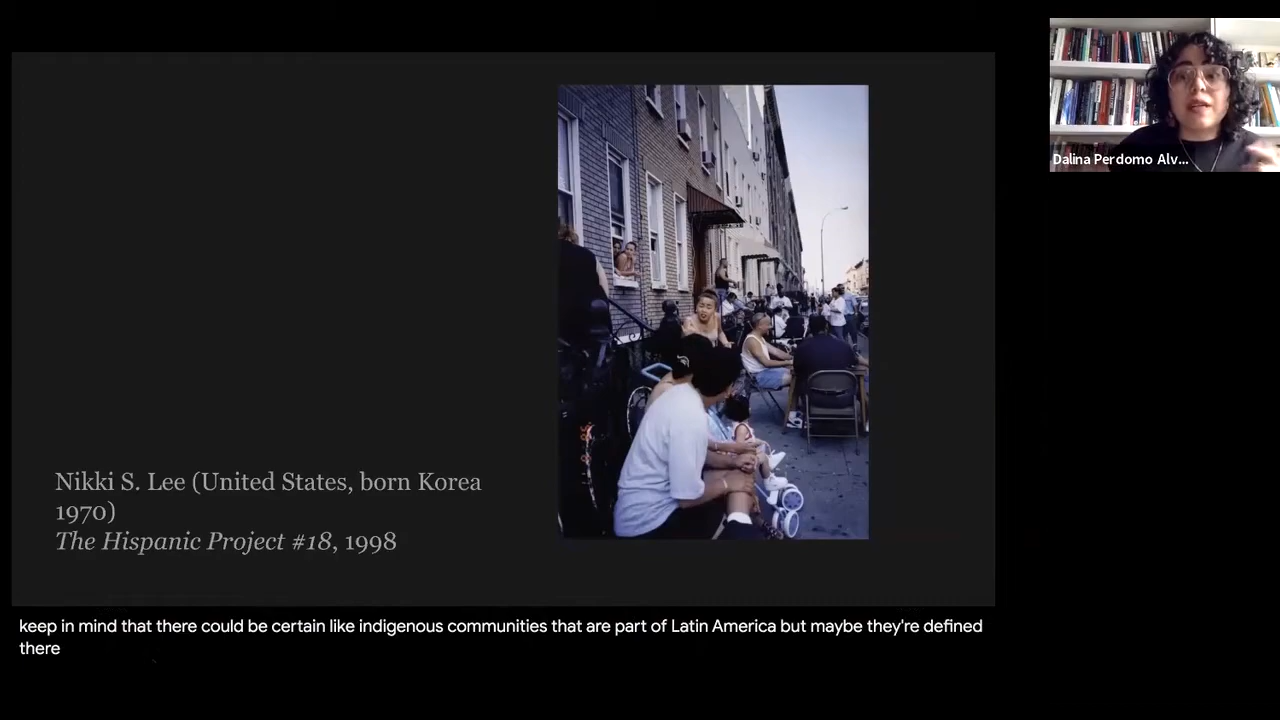 Dalina Perdomo Alv...
Nikki S. Lee (United States, born Korea
1970)
The Hispanic Project #18, 1998
keep in mind that there could be certain like indigenous communities that are part of Latin America but maybe they're defined
there